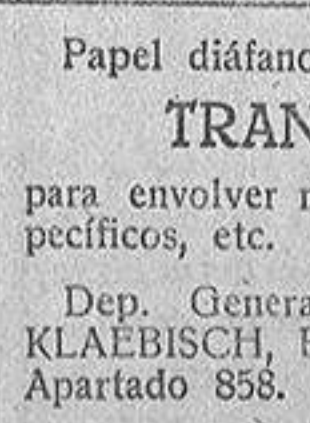 Papel diáfano
TRAN
para envolver
pecíficos, etc.
Dep. Genera
KLAEBISCH,
Apartado 858.